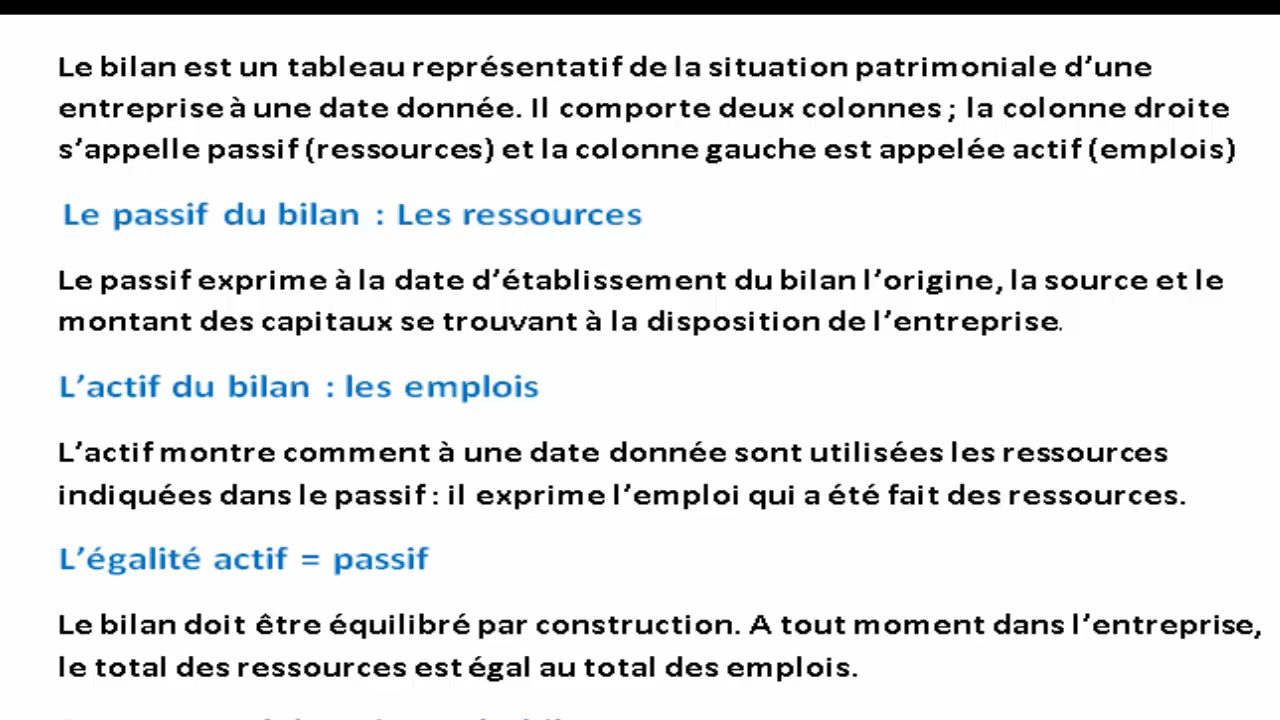 Le bilan est un tableau représentatif de la situation patrimoniale d’une
entreprise à une date donnée. Il comporte deux colonnes ; la colonne droite
s’appelle passif (ressources) et la colonne gauche est appelée actif (emplois)
Le passif du bilan : Les ressources
Le passif exprime à la date d’établissement du bilan l’origine, la source et le
montant des capitaux se trouvant à la disposition de l’entreprise.
L’actif du bilan : les emplois
L’actif montre comment à une date donnée sont utilisées les ressources
indiquées dans le passif : il exprime l’emploi qui a été fait des ressources.
L’égalité actif = passif
Le bilan doit être équilibré par construction. A tout moment dans l’entreprise,
le total des ressources est égal au total des emplois.